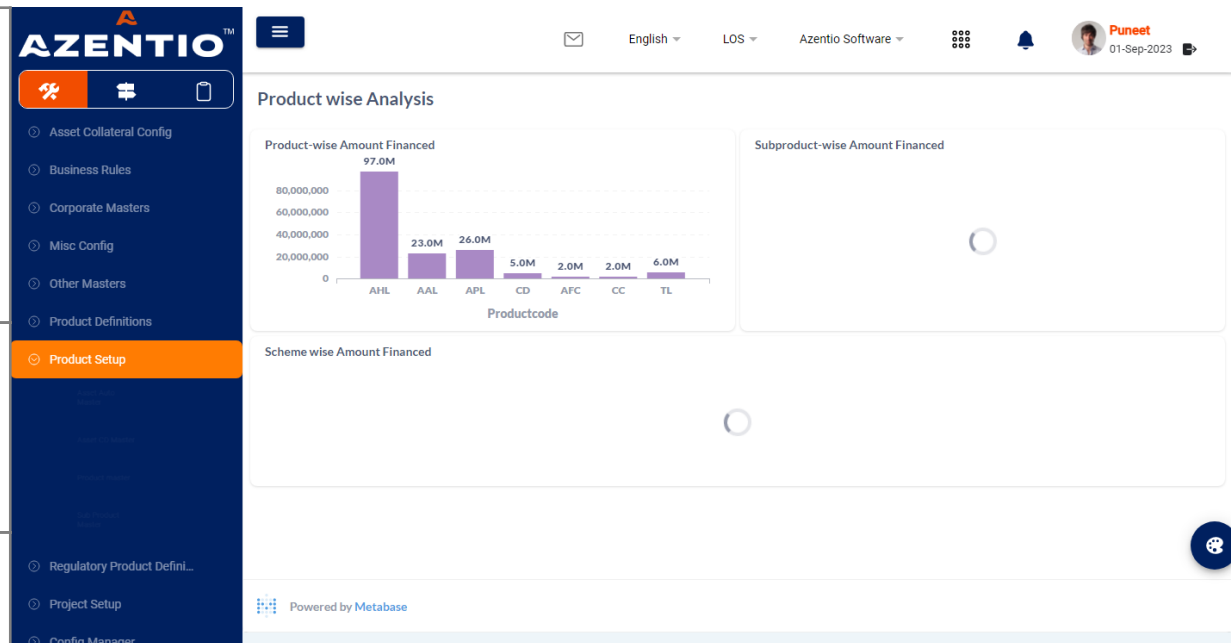 AZENTIO™
English
LOS
Azentio Software
Puneet
01-Sep-2023
Asset Collateral Config
Business Rules
Corporate Masters
Misc Config
Other Masters
Product Definitions
Product Setup
Regulatory Product Defini...
Project Setup
Config Manager
Product wise Analysis
Product-wise Amount Financed
97.0M
80,000,000
60,000,000
40,000,000
20,000,000
0
23.0M
26.0M
5.0M
2.0M
2.0M
6.0M
AHL AAL APL CD AFC CC TL
Productcode
Subproduct-wise Amount Financed
Scheme wise Amount Financed
Powered by Metabase